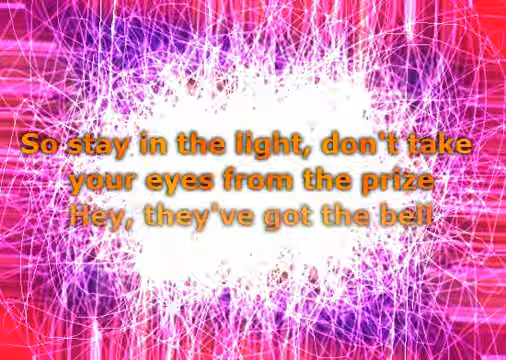 So stay in the light, don't take
your eyes from the prize
Hey, they've got the bell